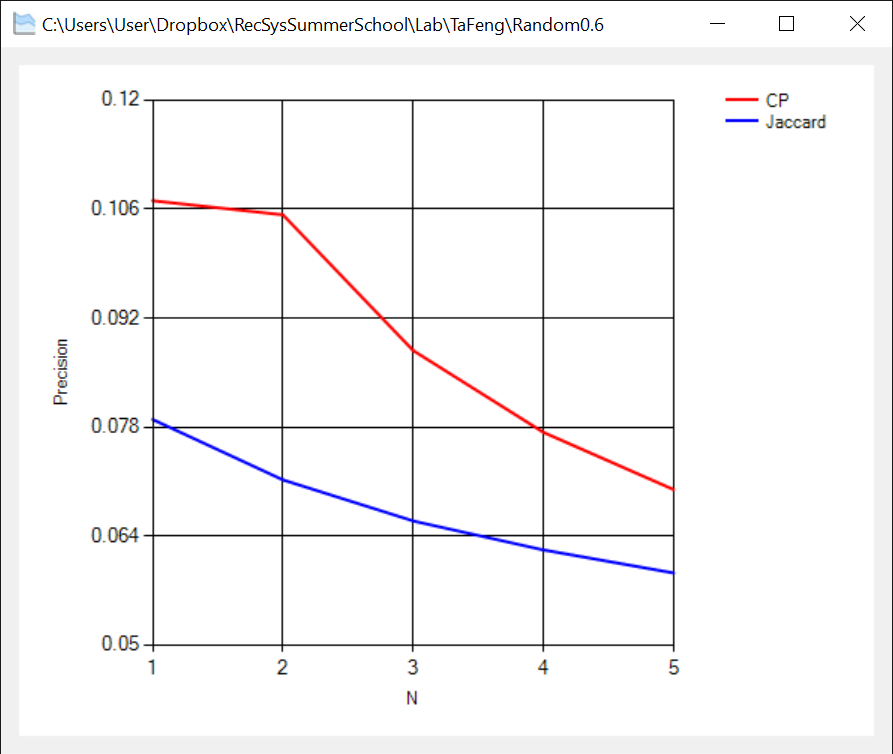 C:\Users\User\Dropbox\RecSysSummerSchool\Lab\TaFeng\Random0.6
CP
Jaccard
0.12
0.106
0.092
0.078
0.064
0.05
Precision
1 2 3 4 5
N